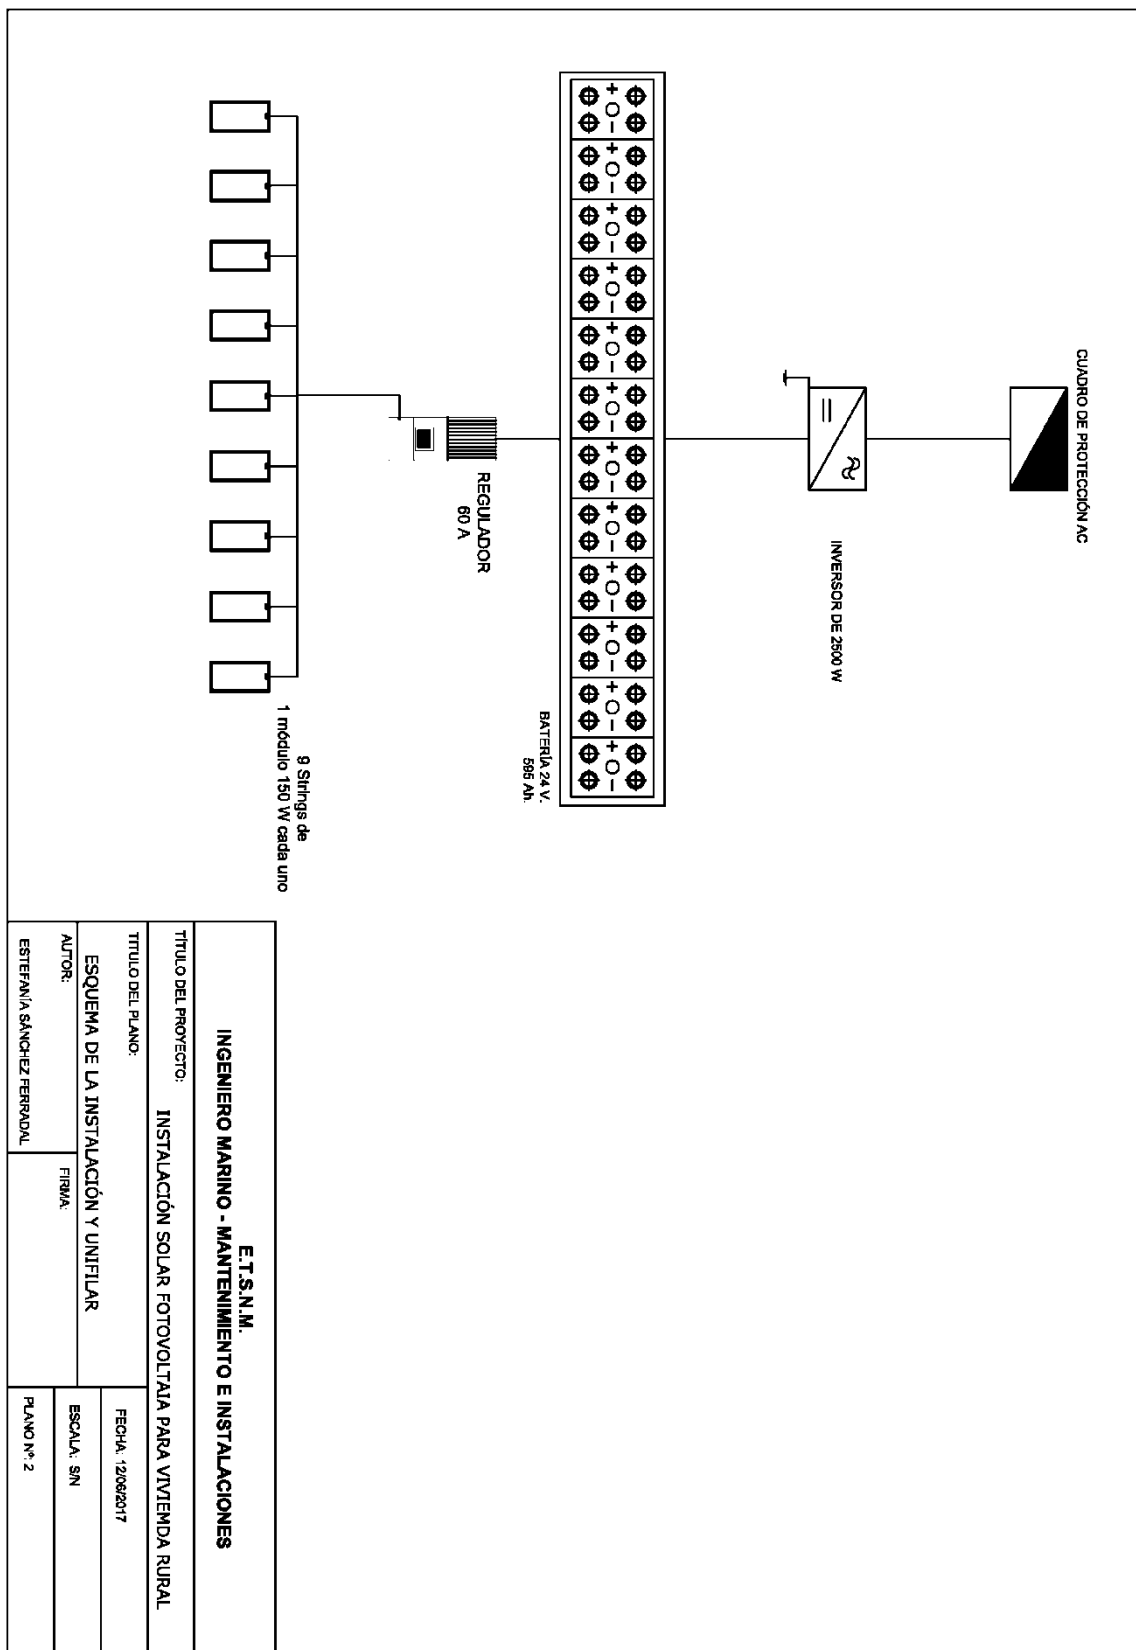 CUADRO DE PROTECCIÓN AC
INVERSOR DE 2500 W
BATERÍA 24 V.
595 Ah.
REGULADOR
60 A
9 Strings de
1 módulo 150 W cada uno
E.T.S.N.M.
INGENIERO MARINO - MANTENIMIENTO E INSTALACIONES
TÍTULO DEL PROYECTO:
INSTALACIÓN SOLAR FOTOVOLTAIA PARA VIVIEMDA RURAL
TITULO DEL PLANO:
ESQUEMA DE LA INSTALACIÓN Y UNIFILAR
FECHA: 12/06/2017
ESCALA: S/N
AUTOR:
ESTEFANÍA SÁNCHEZ FERRADAL
FIRMA:
PLANO Nº: 2